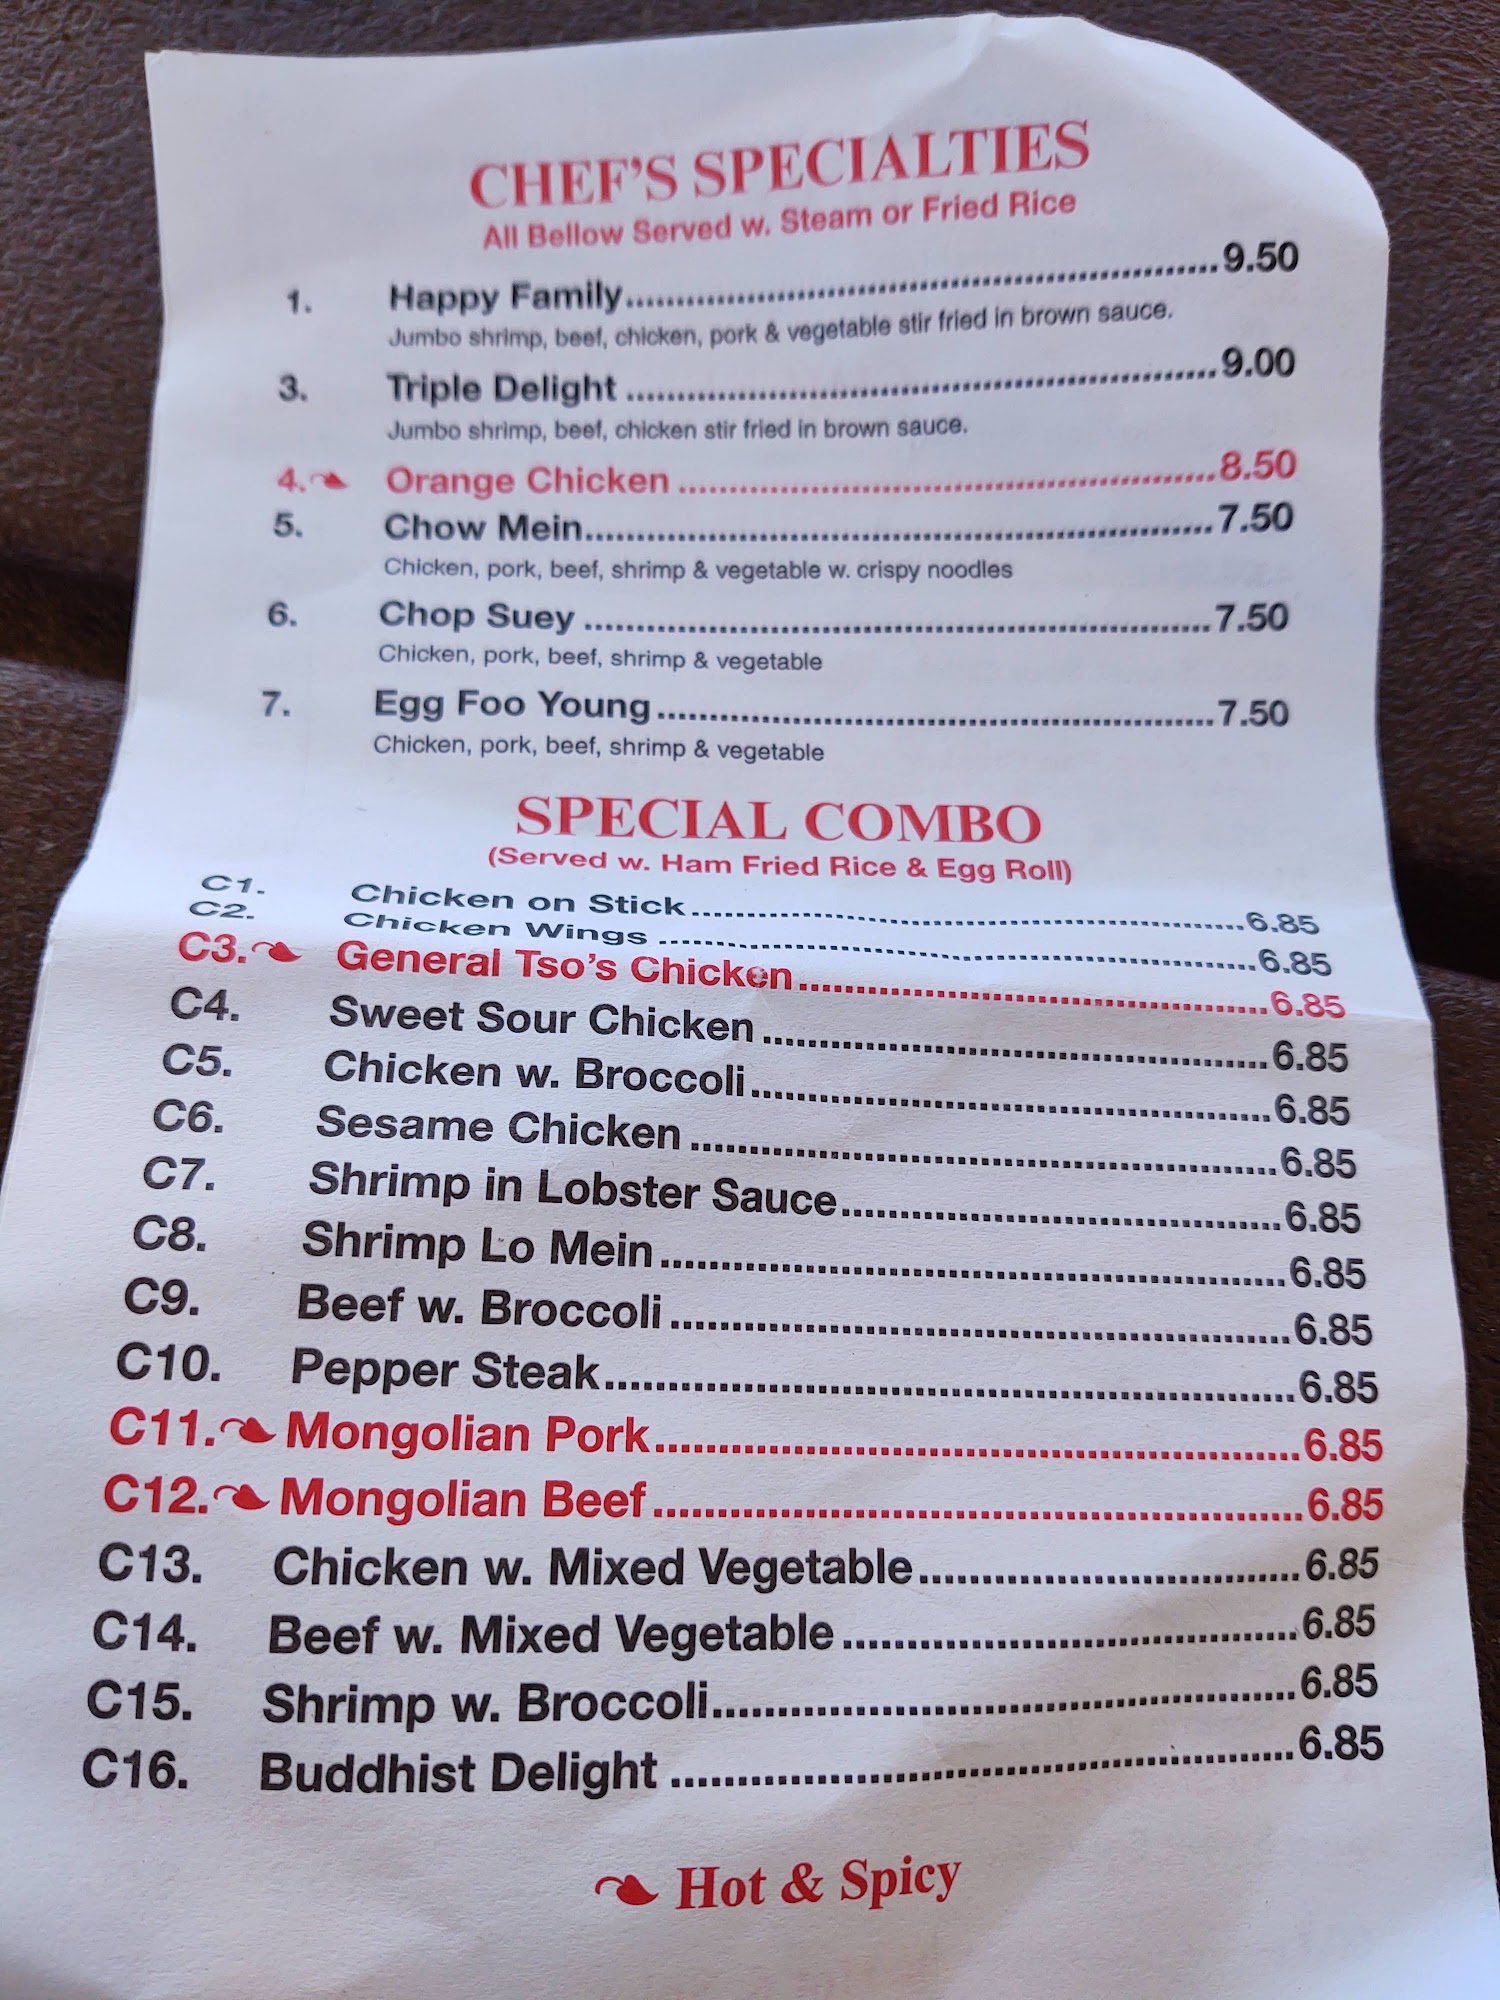 CHEF'S SPECIALTIES
All Bellow Served w. Steam or Fried Rice
1. Happy Family 9.50
Jumbo shrimp, beef, chicken, pork & vegetable stir fried in brown sauce.
3. Triple Delight 9.00
Jumbo shrimp, beef, chicken stir fried in brown sauce.
4. Orange Chicken 8.50
5. Chow Mein 7.50
Chicken, pork, beef, shrimp & vegetable w. crispy noodles
6. Chop Suey 7.50
Chicken, pork, beef, shrimp & vegetable
7. Egg Foo Young 7.50
Chicken, pork, beef, shrimp & vegetable
SPECIAL COMBO
(Served w. Ham Fried Rice & Egg Roll)
C1. Chicken on Stick 6.85
C2. Chicken Wings 6.85
C3. General Tso's Chicken 6.85
C4. Sweet Sour Chicken 6.85
C5. Chicken w. Broccoli 6.85
C6. Sesame Chicken 6.85
C7. Shrimp in Lobster Sauce 6.85
C8. Shrimp Lo Mein 6.85
C9. Beef w. Broccoli 6.85
C10. Pepper Steak 6.85
C11. Mongolian Pork 6.85
C12. Mongolian Beef 6.85
C13. Chicken w. Mixed Vegetable 6.85
C14. Beef w. Mixed Vegetable 6.85
C15. Shrimp w. Broccoli 6.85
C16. Buddhist Delight 6.85
Hot & Spicy